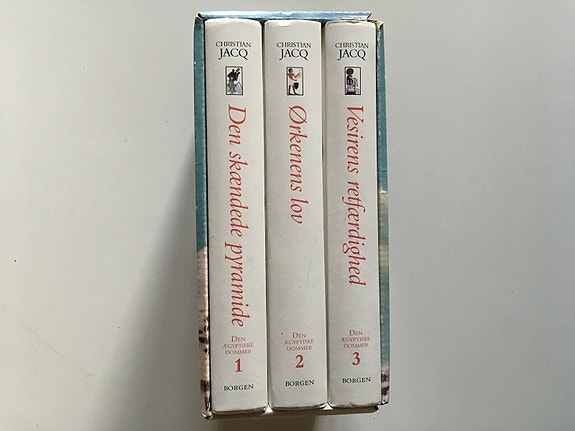 CHRISTIAN
JACQ
Den skændede pyramide
DEN
ÆGYPTISKE
DOMMER
1
BORGEN
CHRISTIAN
JACQ
Ørkenens lov
DEN
ÆGYPTISKE
DOMMER
2
BORGEN
CHRISTIAN
JACQ
Vesirens retfærdighed
DEN
ÆGYPTISKE
DOMMER
3
BORGEN